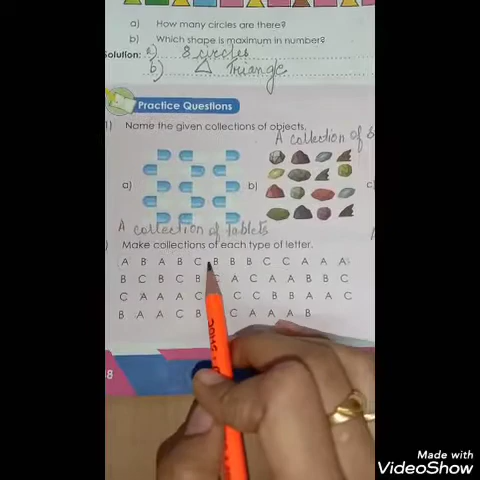 a) How many circles are there?
b) Which shape is maximum in number?
Solution: a) 8 circles
b) Δ Triangle
Practice Questions
Name the given collections of objects.
A collection of
a) b) c)
A collection of tablets
Make collections of each type of letter.
A B A B C B B B C C A A A
B C B C B C A C A A B B C
C A A A C C C B B A A C
B A A C B C A A A B
8
Made with
VideoShow